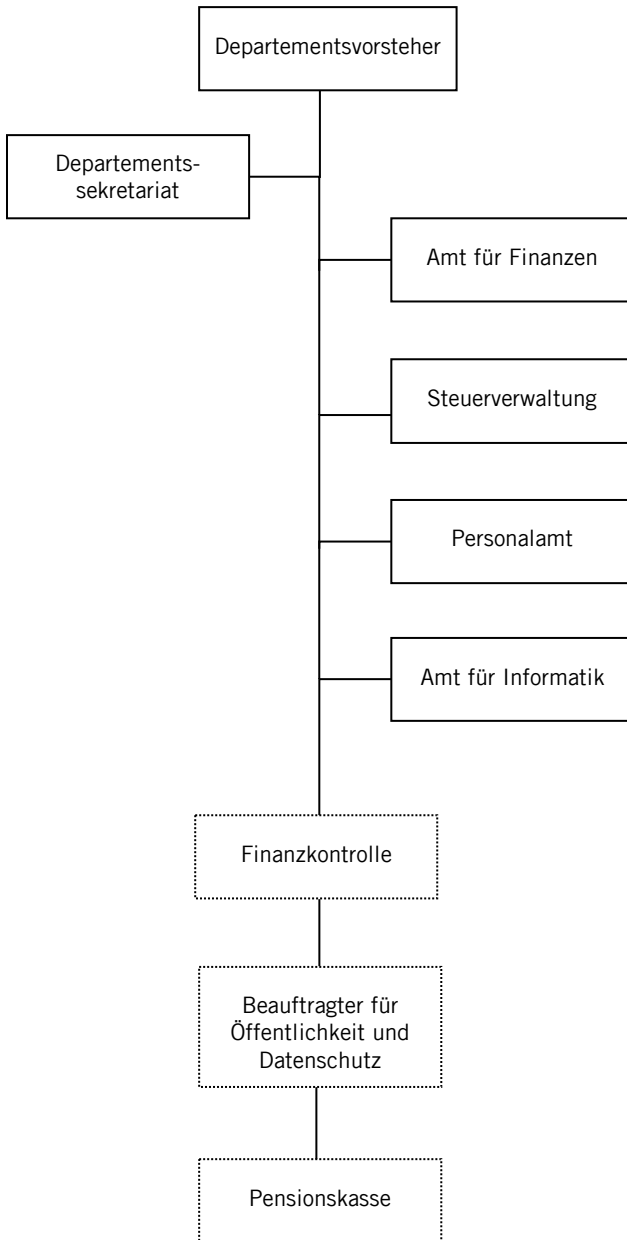 Departementsvorsteher
Departements-
sekretariat
Amt für Finanzen
Steuerverwaltung
Personalamt
Amt für Informatik
Finanzkontrolle
Beauftragter für
Öffentlichkeit und
Datenschutz
Pensionskasse